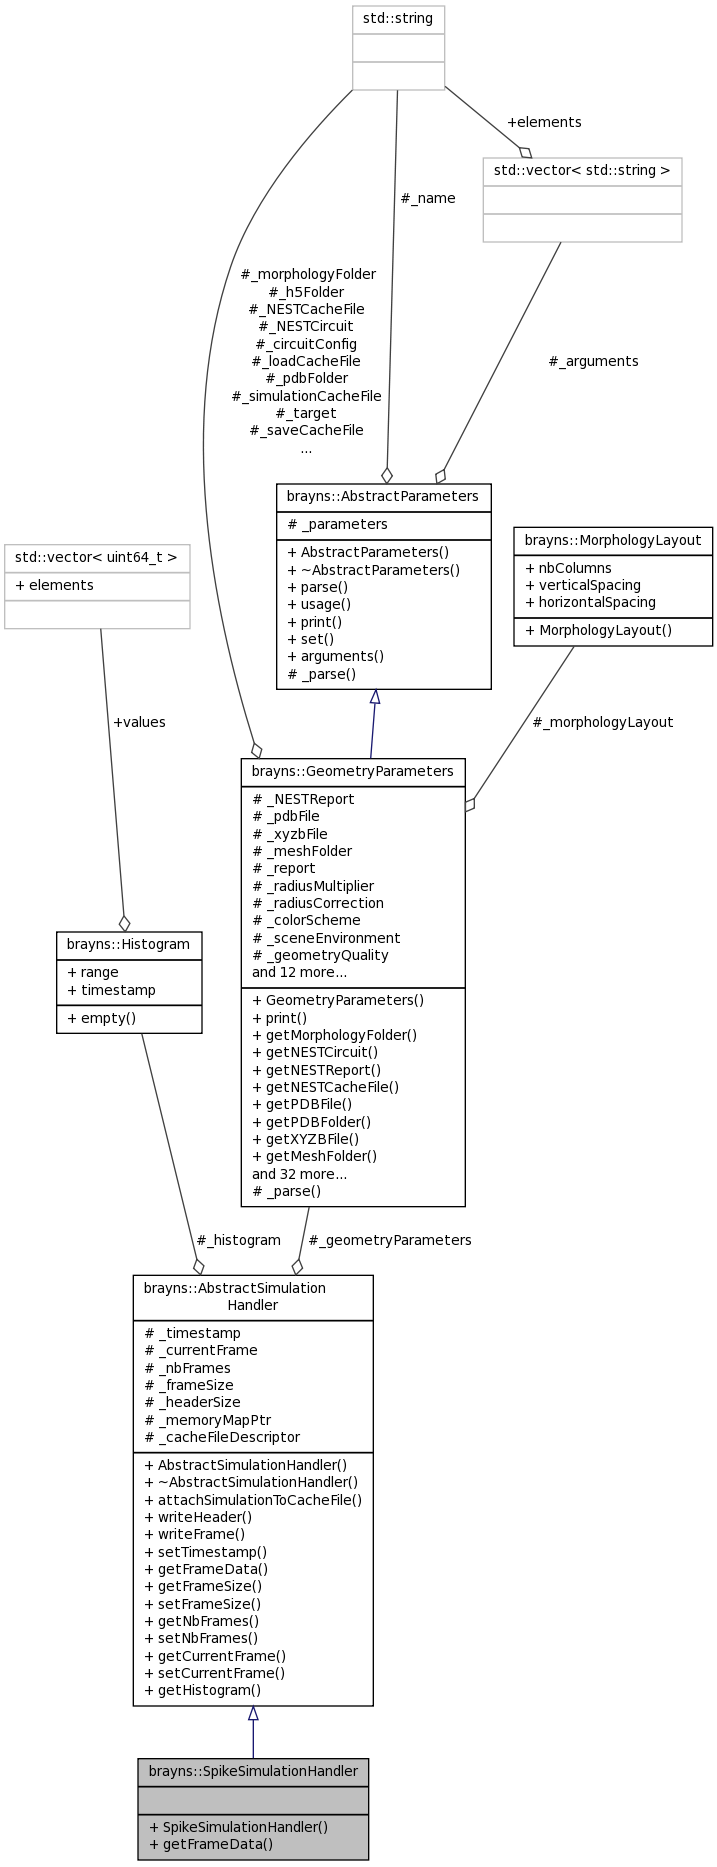 std::string
+elements
std::vector< std::string >
#_name
#_morphologyFolder
#_h5Folder
#_NESTCacheFile
#_NESTCircuit
#_circuitConfig
#_loadCacheFile
#_pdbFolder
#_simulationCacheFile
#_target
#_saveCacheFile
...
#_arguments
brayns::AbstractParameters
# _parameters
+ AbstractParameters()
+ ~AbstractParameters()
+ parse()
+ usage()
+ print()
+ set()
+ arguments()
# _parse()
brayns::MorphologyLayout
+ nbColumns
+ verticalSpacing
+ horizontalSpacing
+ MorphologyLayout()
std::vector< uint64_t >
+ elements
+values
#_morphologyLayout
brayns::GeometryParameters
# _NESTReport
# _pdbFile
# _xyzbFile
# _meshFolder
# _report
# _radiusMultiplier
# _radiusCorrection
# _colorScheme
# _sceneEnvironment
# _geometryQuality
and 12 more...
+ GeometryParameters()
+ print()
+ getMorphologyFolder()
+ getNESTCircuit()
+ getNESTReport()
+ getNESTCacheFile()
+ getPDBFile()
+ getPDBFolder()
+ getXYZBFile()
+ getMeshFolder()
and 32 more...
# _parse()
brayns::Histogram
+ range
+ timestamp
+ empty()
#_histogram
#_geometryParameters
brayns::AbstractSimulation
Handler
# _timestamp
# _currentFrame
# _nbFrames
# _frameSize
# _headerSize
# _memoryMapPtr
# _cacheFileDescriptor
+ AbstractSimulationHandler()
+ ~AbstractSimulationHandler()
+ attachSimulationToCacheFile()
+ writeHeader()
+ writeFrame()
+ setTimestamp()
+ getFrameData()
+ getFrameSize()
+ setFrameSize()
+ getNbFrames()
+ setNbFrames()
+ getCurrentFrame()
+ setCurrentFrame()
+ getHistogram()
brayns::SpikeSimulationHandler
+ SpikeSimulationHandler()
+ getFrameData()